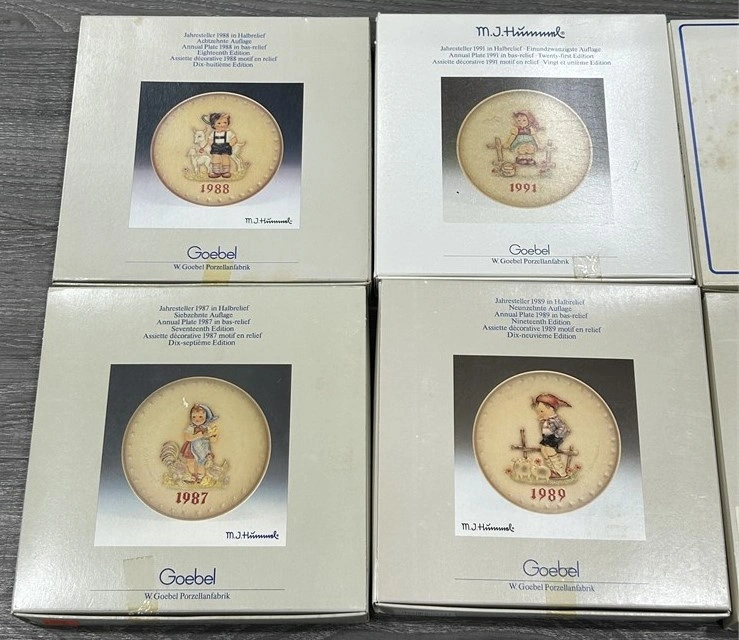 Jahresteller 1988 in Halbrelief
Achtzehnte Auflage
Annual Plate 1988 in bas-relief
Eighteenth Edition
Assiette décorative 1988 motif en relief
Dix-huitième Edition
1988
M.J.Hümmel
Goebel
W. Goebel Porzellanfabrik
M.J.Hümmel
Jahresteller 1991 in Halbrelief · Einundzwanzigste Auflage
Annual Plate 1991 in bas-relief · Twenty-first Edition
Assiette décorative 1991 motif en relief · Vingt et unième Edition
1991
Goebel
W. Goebel Porzellanfabrik
Jahresteller 1987 in Halbrelief
Siebzehnte Auflage
Annual Plate 1987 in bas-relief
Seventeenth Edition
Assiette décorative 1987 motif en relief
Dix-septième Edition
1987
M.J.Hümmel
Goebel
W. Goebel Porzellanfabrik
Jahresteller 1989 in Halbrelief
Neunzehnte Auflage
Annual Plate 1989 in bas-relief
Nineteenth Edition
Assiette décorative 1989 motif en relief
Dix-neuvième Edition
1989
M.J.Hümmel
Goebel
W. Goebel Porzellanfabrik